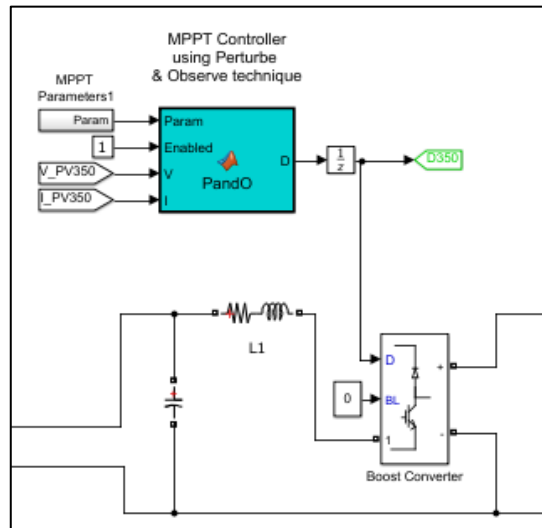 MPPT Controller
using Perturbe
& Observe technique
MPPT
Parameters1
Param
Param
1
Enabled
V_PV350
V
I_PV350
I
PandO
D
1
z
D350
L1
D
0
BL
1
+
-
Boost Converter